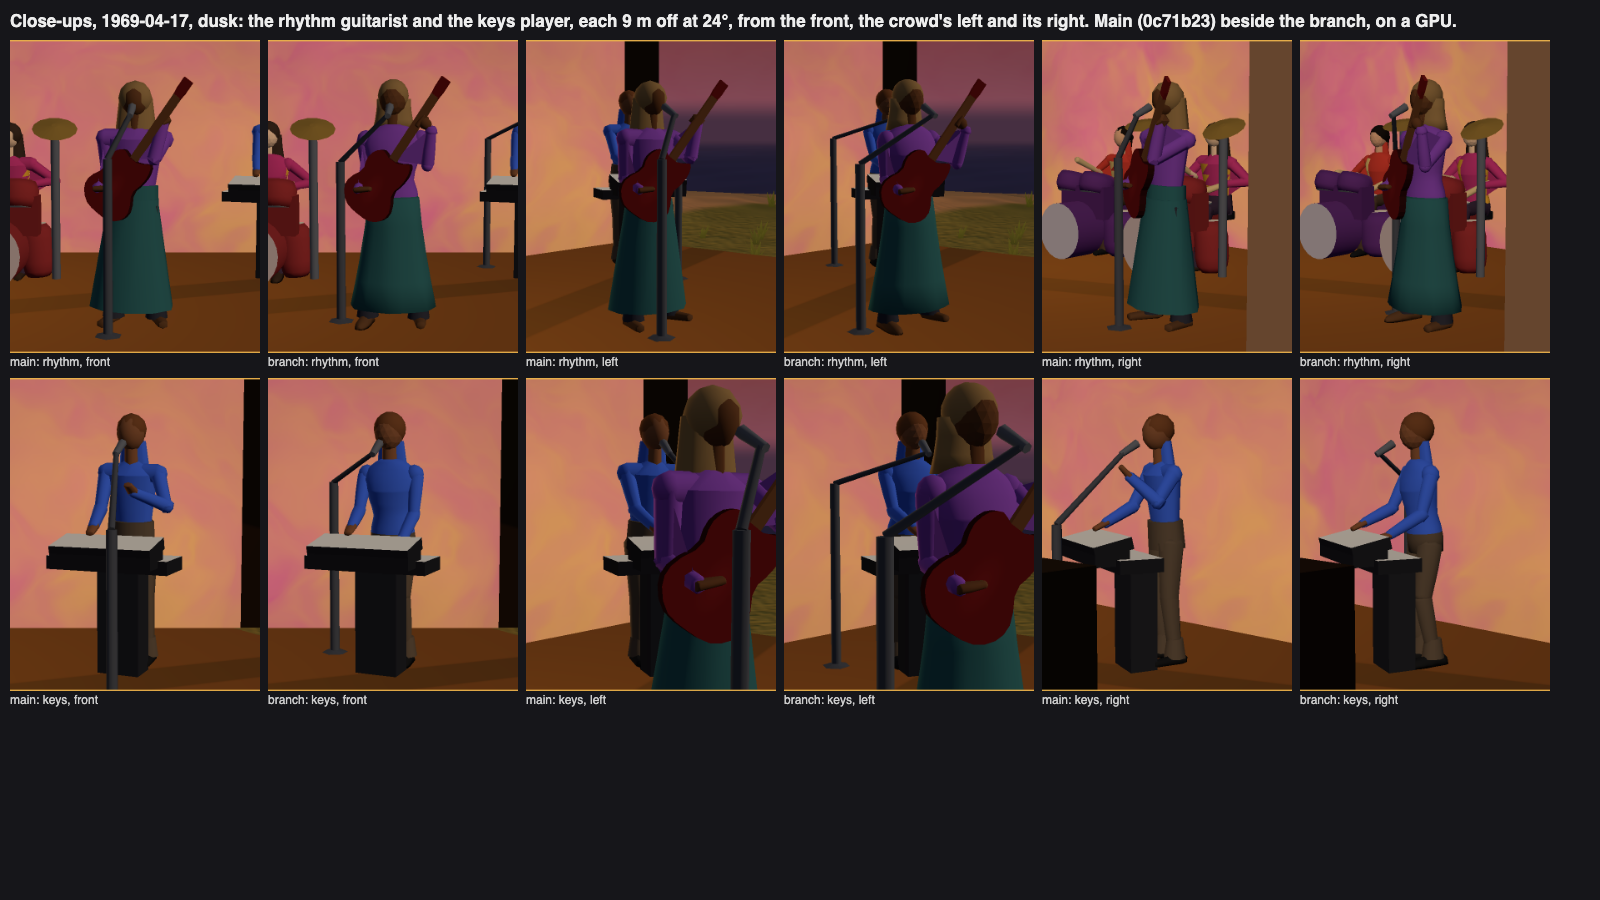 Close-ups, 1969-04-17, dusk: the rhythm guitarist and the keys player, each 9 m off at 24°, from the front, the crowd's left and its right. Main (0c71b23) beside the branch, on a GPU.
main: rhythm, front
branch: rhythm, front
main: rhythm, left
branch: rhythm, left
main: rhythm, right
branch: rhythm, right
main: keys, front
branch: keys, front
main: keys, left
branch: keys, left
main: keys, right
branch: keys, right